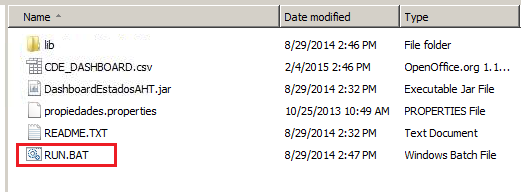 Name Date modified Type
lib 8/29/2014 2:46 PM File folder
CDE_DASHBOARD.csv 2/4/2015 2:46 PM OpenOffice.org 1.1...
DashboardEstadosAHT.jar 8/29/2014 2:32 PM Executable Jar File
propiedades.properties 10/25/2013 10:49 AM PROPERTIES File
README.TXT 8/29/2014 2:32 PM Text Document
RUN.BAT 8/29/2014 2:47 PM Windows Batch File